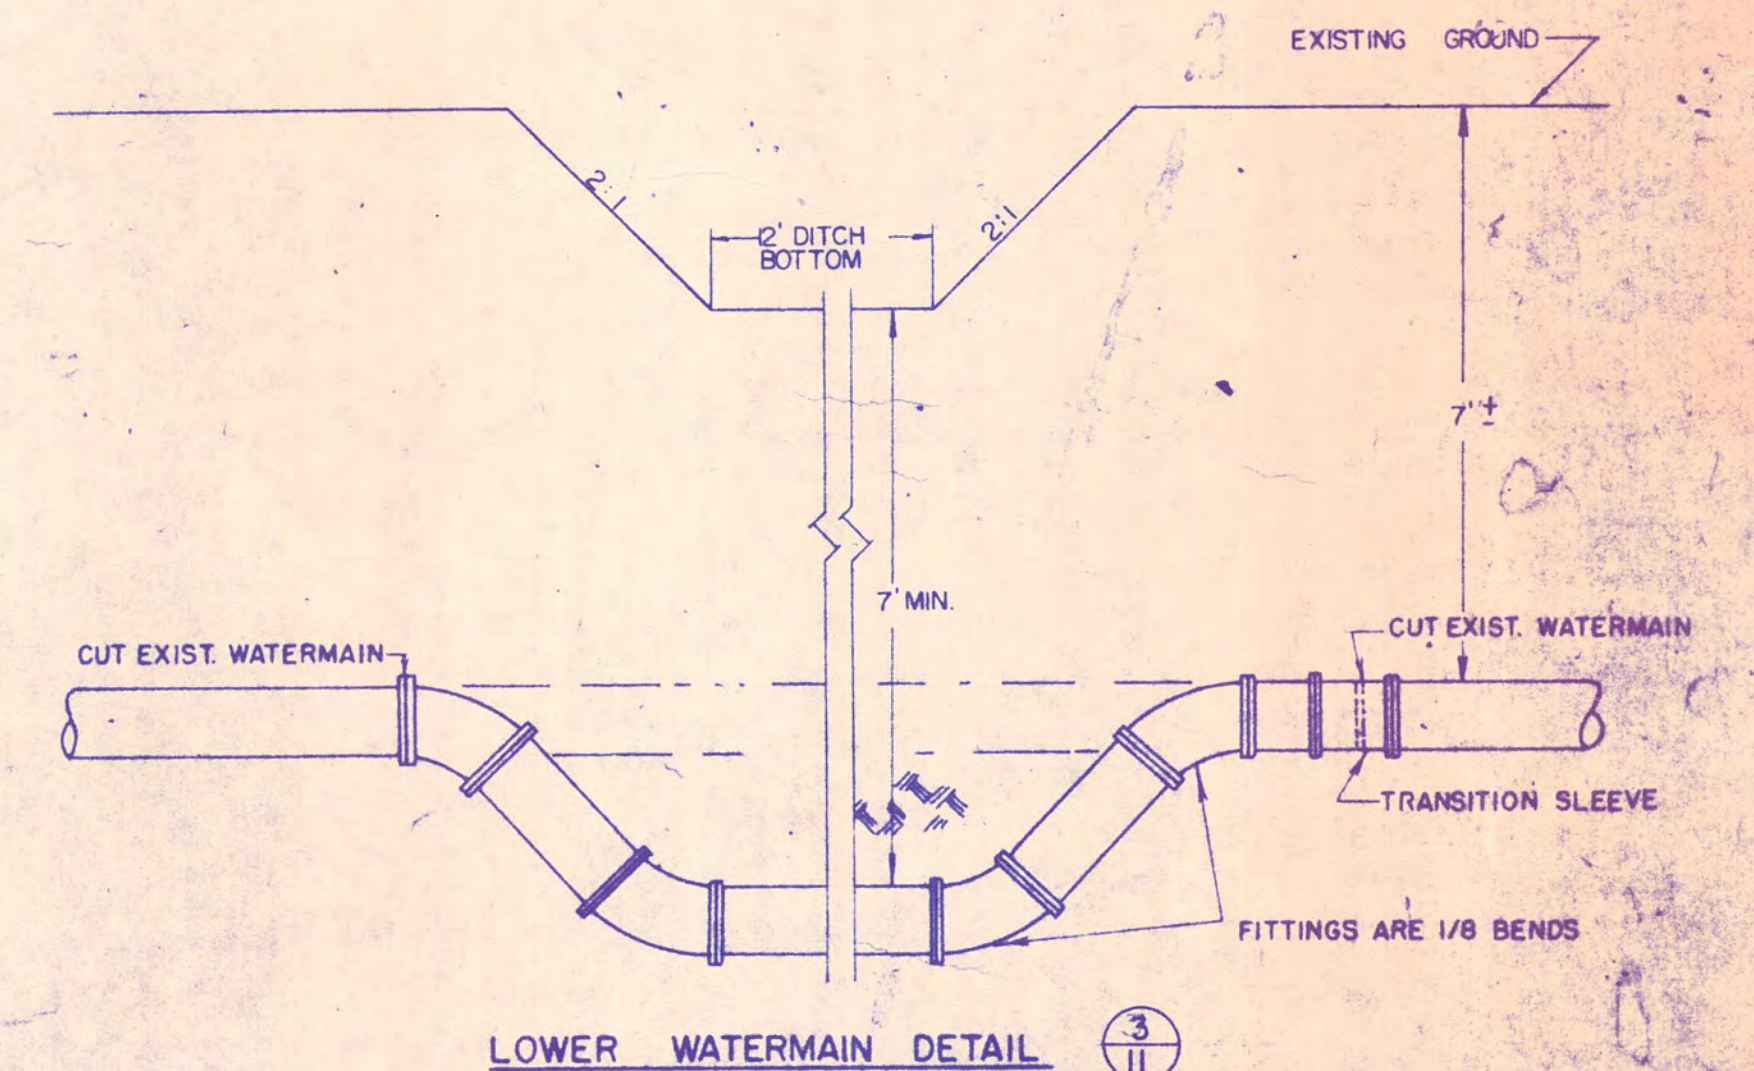 EXISTING GROUND
2:1
12' DITCH
BOTTOM
2:1
7'±
7' MIN.
CUT EXIST. WATERMAIN
CUT EXIST. WATERMAIN
TRANSITION SLEEVE
FITTINGS ARE 1/8 BENDS
LOWER WATERMAIN DETAIL
3
11